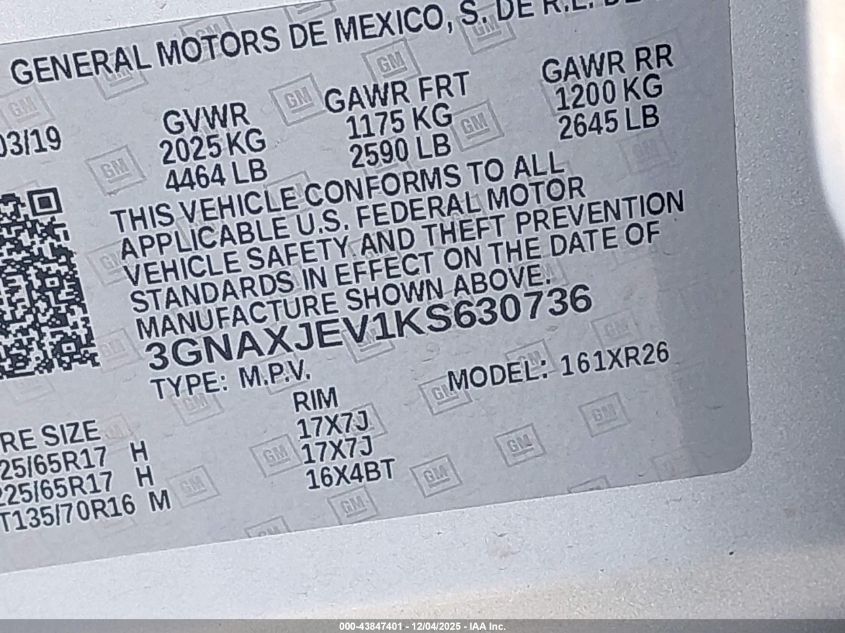 GENERAL MOTORS DE MEXICO, S. DE R.L. DE
03/19
GVWR
2025 KG
4464 LB
GAWR FRT
1175 KG
2590 LB
GAWR RR
1200 KG
2645 LB
THIS VEHICLE CONFORMS TO ALL
APPLICABLE U.S. FEDERAL MOTOR
VEHICLE SAFETY AND THEFT PREVENTION
STANDARDS IN EFFECT ON THE DATE OF
MANUFACTURE SHOWN ABOVE.
3GNAXJEV1KS630736
TYPE: M.P.V. MODEL: 161XR26
RE SIZE RIM
25/65R17 H 17X7J
225/65R17 H 17X7J
T135/70R16 M 16X4BT
000-43847401 - 12/04/2025 - IAA Inc.